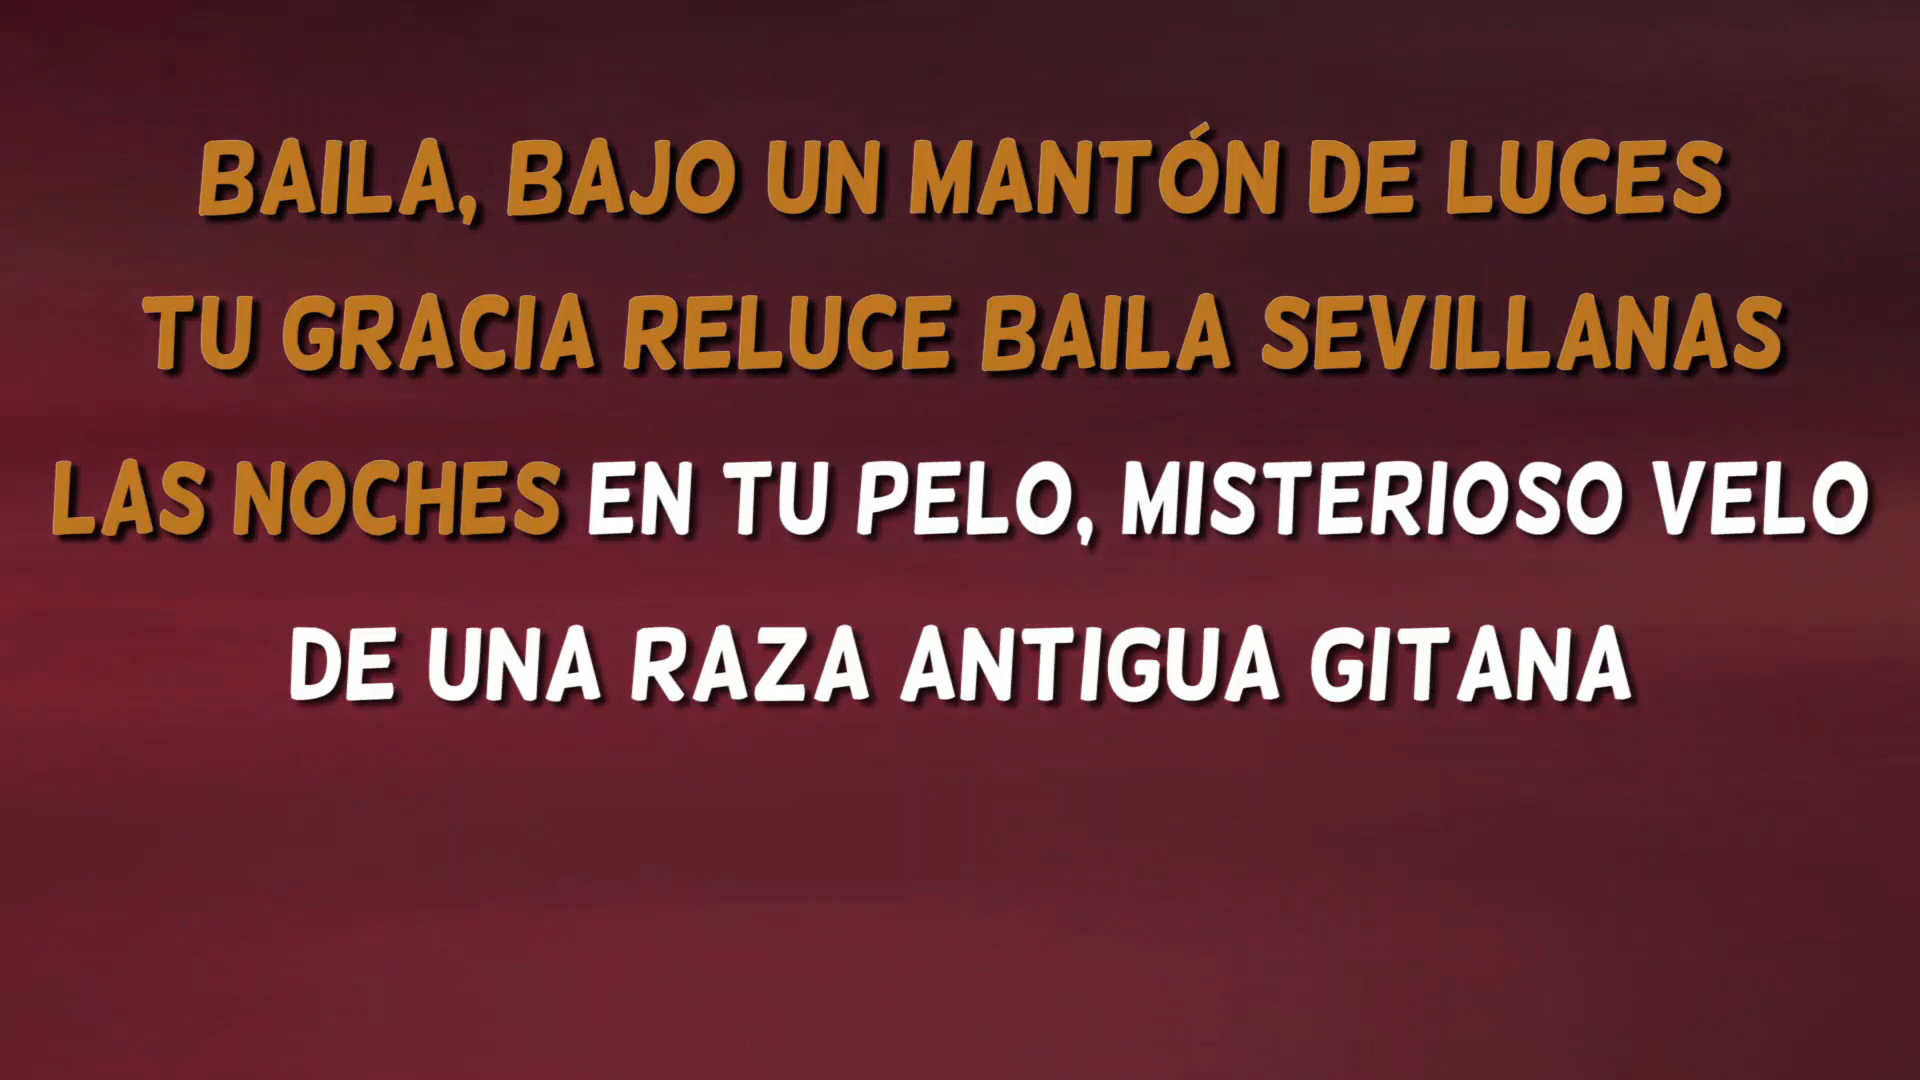 BAILA, BAJO UN MANTÓN DE LUCES
TU GRACIA RELUCE BAILA SEVILLANAS
LAS NOCHES EN TU PELO, MISTERIOSO VELO
DE UNA RAZA ANTIGUA GITANA